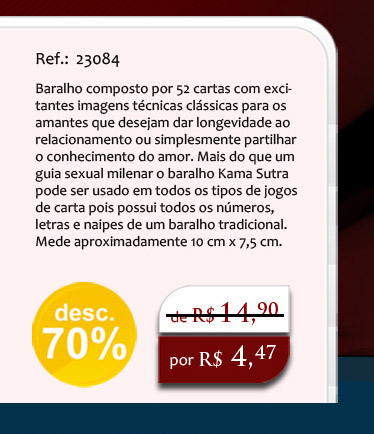 Ref.: 23084
Baralho composto por 52 cartas com exci-
tantes imagens técnicas clássicas para os
amantes que desejam dar longevidade ao
relacionamento ou simplesmente partilhar
o conhecimento do amor. Mais do que um
guia sexual milenar o baralho Kama Sutra
pode ser usado em todos os tipos de jogos
de carta pois possui todos os números,
letras e naipes de um baralho tradicional.
Mede aproximadamente 10 cm x 7,5 cm.
desc.
70%
de R$ 14,90
por R$ 4,47